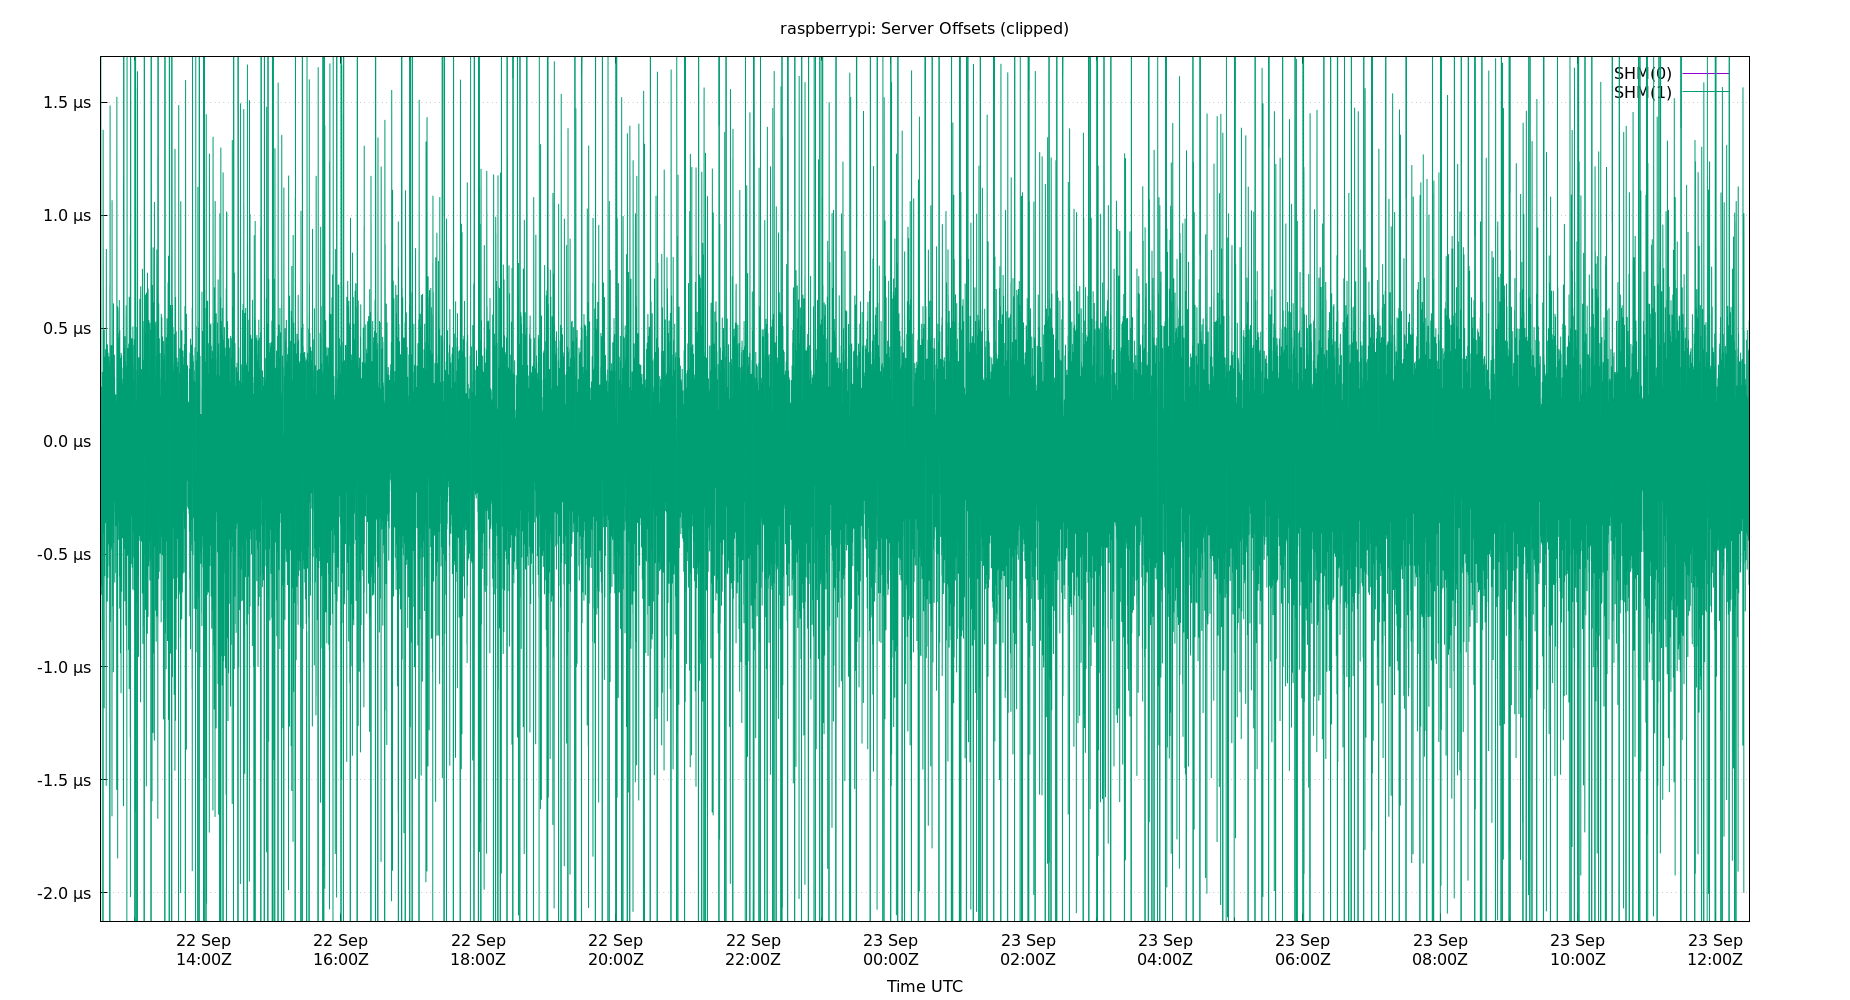 raspberrypi: Server Offsets (clipped)
SHM(0)
SHM(1)
1.5 µs
1.0 µs
0.5 µs
0.0 µs
-0.5 µs
-1.0 µs
-1.5 µs
-2.0 µs
22 Sep 22 Sep 22 Sep 22 Sep 22 Sep 23 Sep 23 Sep 23 Sep 23 Sep 23 Sep 23 Sep 23 Sep
14:00Z 16:00Z 18:00Z 20:00Z 22:00Z 00:00Z 02:00Z 04:00Z 06:00Z 08:00Z 10:00Z 12:00Z
Time UTC